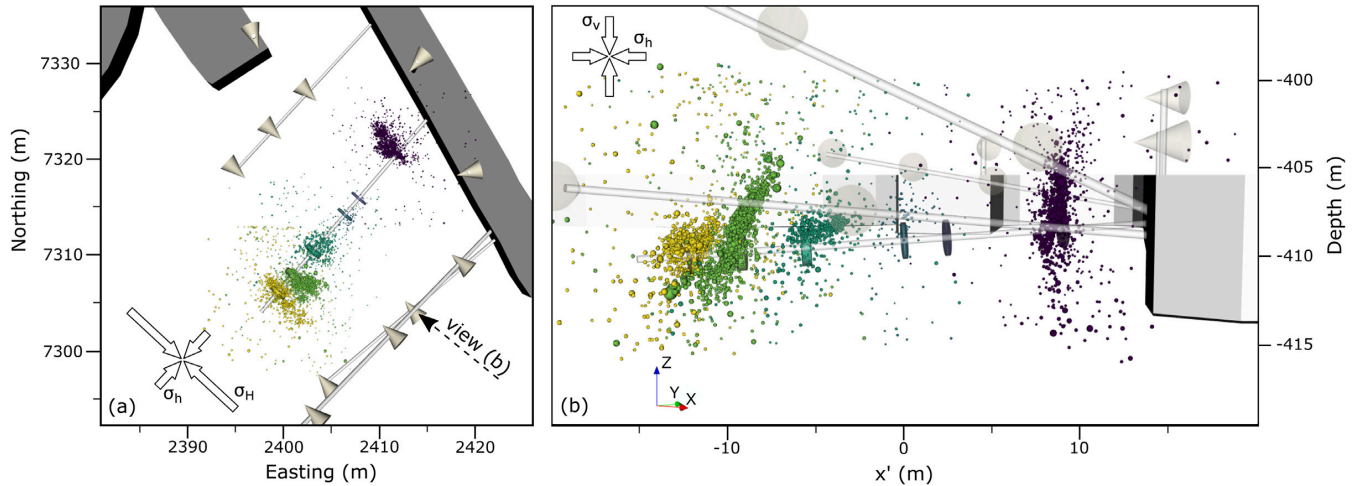 7330
7320
7310
7300
Northing (m)
σh
σH
view (b)
(a)
2390
2400
2410
2420
Easting (m)
σv
σh
-400
-405
-410
-415
Depth (m)
Z
Y
X
(b)
-10
0
10
x' (m)